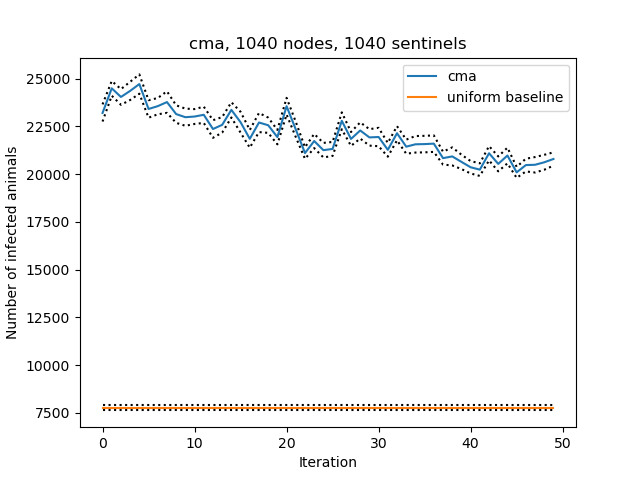 cma, 1040 nodes, 1040 sentinels
cma
uniform baseline
Number of infected animals
25000
22500
20000
17500
15000
12500
10000
7500
0 10 20 30 40 50
Iteration